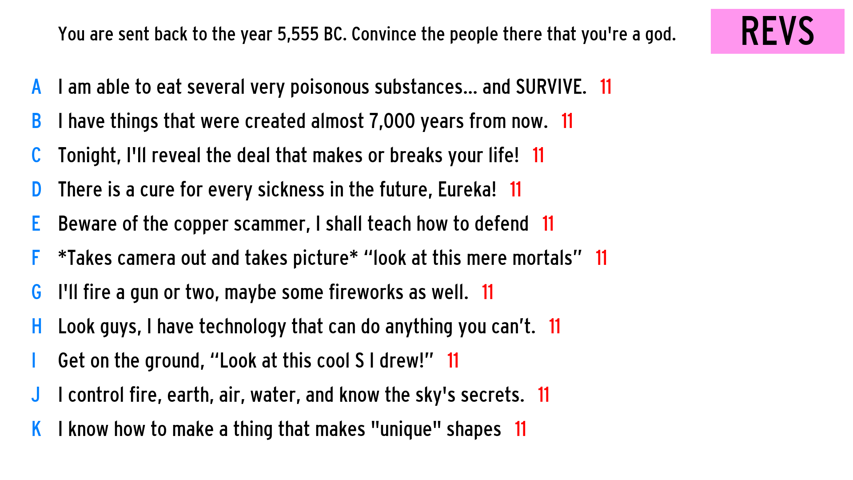 You are sent back to the year 5,555 BC. Convince the people there that you're a god.
REVS
A I am able to eat several very poisonous substances... and SURVIVE. 11
B I have things that were created almost 7,000 years from now. 11
C Tonight, I'll reveal the deal that makes or breaks your life! 11
D There is a cure for every sickness in the future, Eureka! 11
E Beware of the copper scammer, I shall teach how to defend 11
F *Takes camera out and takes picture* “look at this mere mortals” 11
G I'll fire a gun or two, maybe some fireworks as well. 11
H Look guys, I have technology that can do anything you can’t. 11
I Get on the ground, “Look at this cool S I drew!” 11
J I control fire, earth, air, water, and know the sky's secrets. 11
K I know how to make a thing that makes "unique" shapes 11